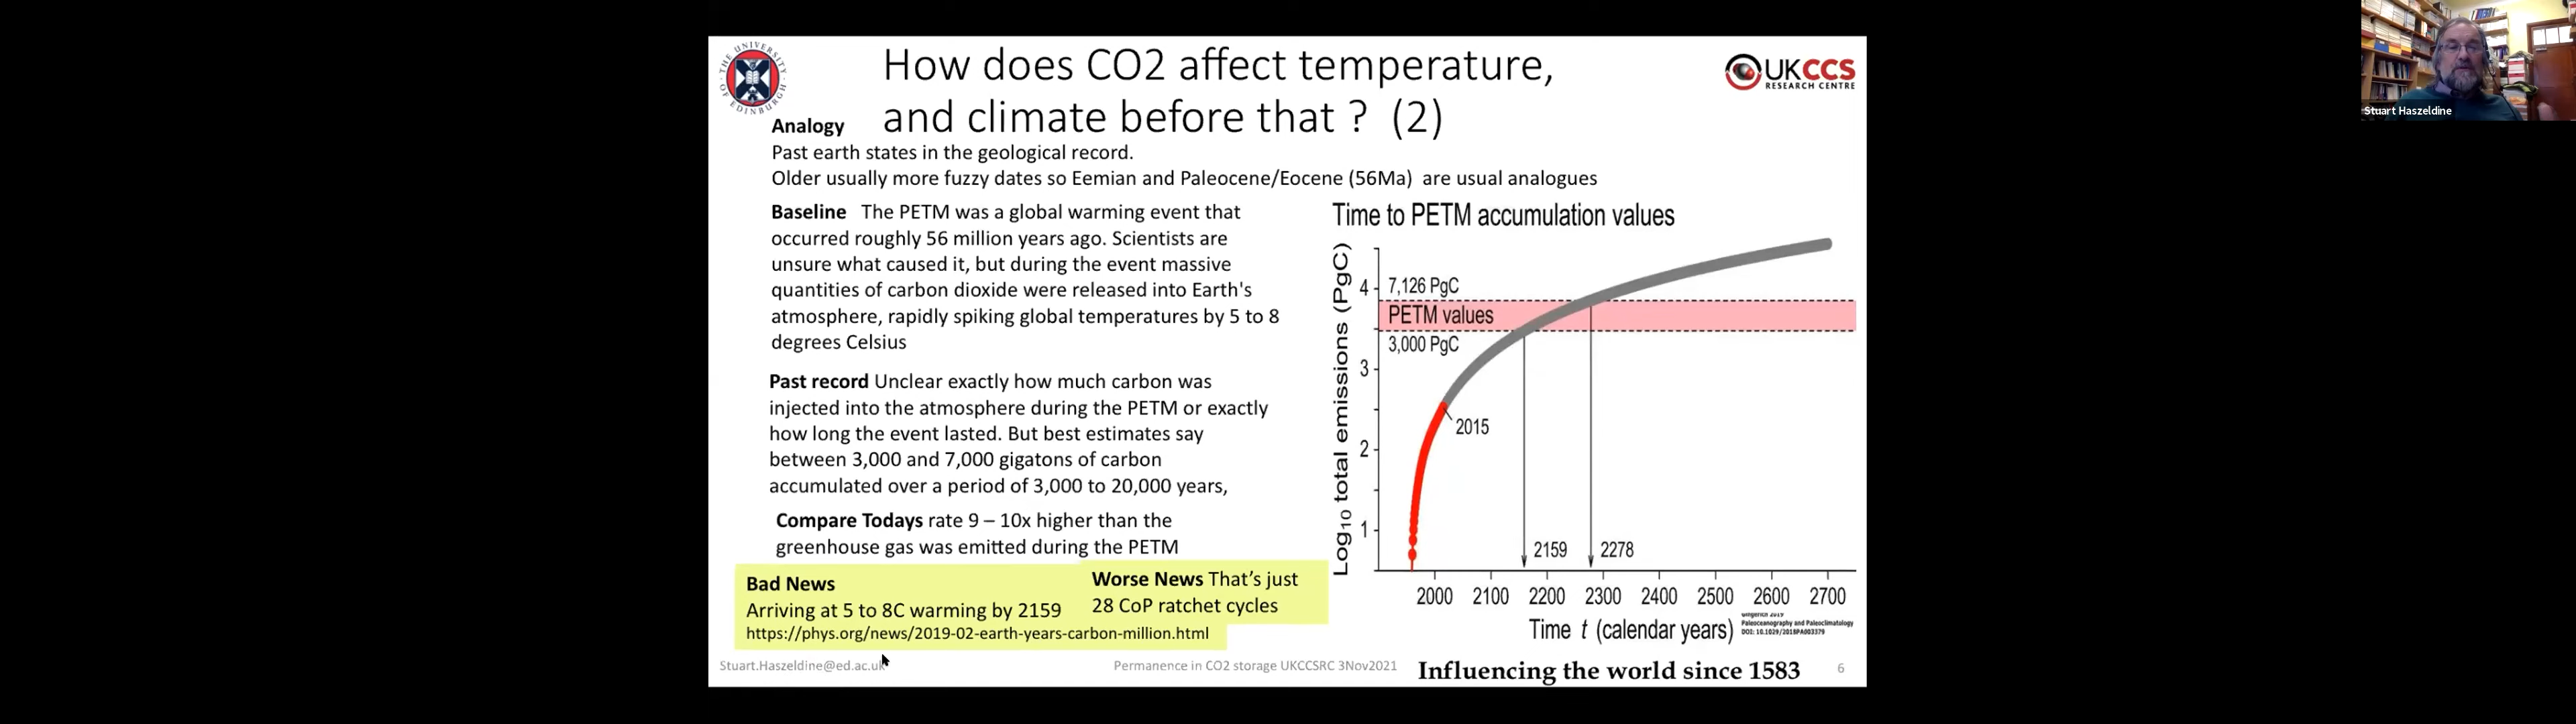 THE UNIVERSITY OF EDINBURGH
How does CO2 affect temperature,
and climate before that ? (2)
UKCCS
RESEARCH CENTRE
Stuart Haszeldine
Analogy
Past earth states in the geological record.
Older usually more fuzzy dates so Eemian and Paleocene/Eocene (56Ma) are usual analogues
Baseline The PETM was a global warming event that
occurred roughly 56 million years ago. Scientists are
unsure what caused it, but during the event massive
quantities of carbon dioxide were released into Earth's
atmosphere, rapidly spiking global temperatures by 5 to 8
degrees Celsius
Past record Unclear exactly how much carbon was
injected into the atmosphere during the PETM or exactly
how long the event lasted. But best estimates say
between 3,000 and 7,000 gigatons of carbon
accumulated over a period of 3,000 to 20,000 years,
Compare Todays rate 9 – 10x higher than the
greenhouse gas was emitted during the PETM
Bad News
Arriving at 5 to 8C warming by 2159
https://phys.org/news/2019-02-earth-years-carbon-million.html
Worse News That's just
28 CoP ratchet cycles
Time to PETM accumulation values
Log10 total emissions (PgC)
4
3
2
1
7,126 PgC
PETM values
3,000 PgC
2015
2159
2278
2000 2100 2200 2300 2400 2500 2600 2700
Time t (calendar years)
Gingerich 2019
Paleoceanography and Paleoclimatology
DOI: 10.1029/2018PA003379
Stuart.Haszeldine@ed.ac.uk
Permanence in CO2 storage UKCCSRC 3Nov2021
Influencing the world since 1583
6